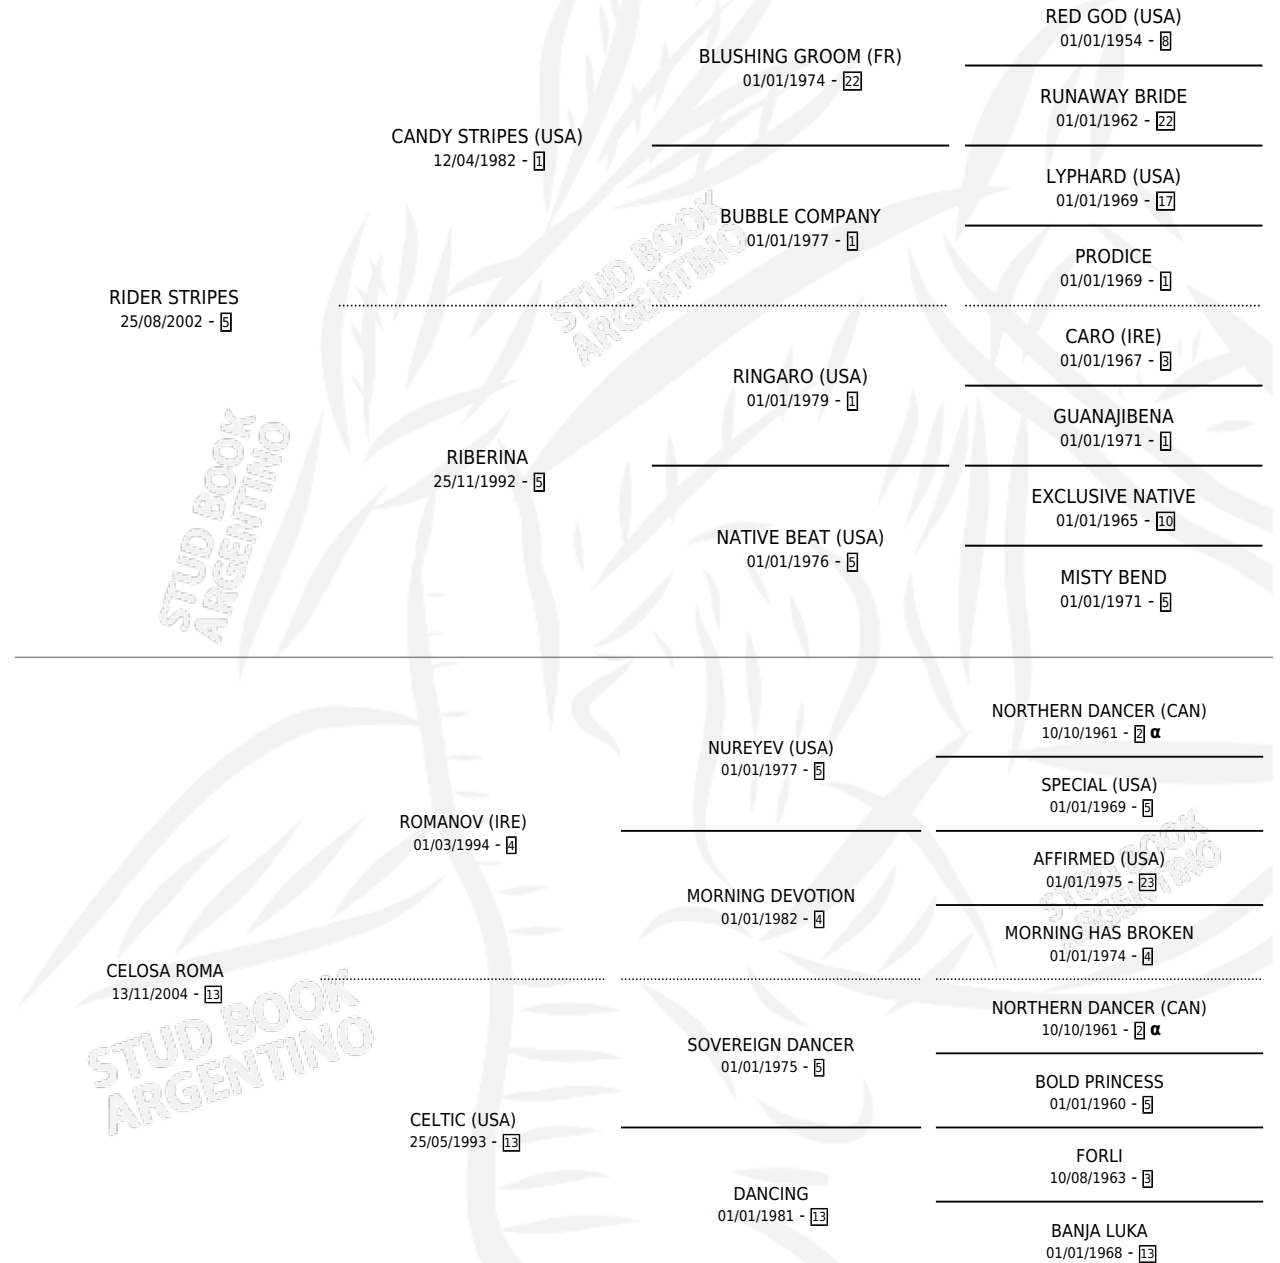 RED GOD (USA)
01/01/1954 - 8
BLUSHING GROOM (FR)
01/01/1974 - 22
RUNAWAY BRIDE
01/01/1962 - 22
CANDY STRIPES (USA)
12/04/1982 - 1
LYPHARD (USA)
01/01/1969 - 17
BUBBLE COMPANY
01/01/1977 - 1
PRODICE
01/01/1969 - 1
RIDER STRIPES
25/08/2002 - 5
CARO (IRE)
01/01/1967 - 3
RINGARO (USA)
01/01/1979 - 1
GUANAJIBENA
01/01/1971 - 1
RIBERINA
25/11/1992 - 5
EXCLUSIVE NATIVE
01/01/1965 - 10
NATIVE BEAT (USA)
01/01/1976 - 5
MISTY BEND
01/01/1971 - 5
STUD BOOK
ARGENTINO
STUD BOOK
ARGENTINO
NORTHERN DANCER (CAN)
10/10/1961 - 2 α
NUREYEV (USA)
01/01/1977 - 5
SPECIAL (USA)
01/01/1969 - 5
ROMANOV (IRE)
01/03/1994 - 4
AFFIRMED (USA)
01/01/1975 - 23
MORNING DEVOTION
01/01/1982 - 4
MORNING HAS BROKEN
01/01/1974 - 4
CELOSA ROMA
13/11/2004 - 13
NORTHERN DANCER (CAN)
10/10/1961 - 2 α
SOVEREIGN DANCER
01/01/1975 - 5
BOLD PRINCESS
01/01/1960 - 5
CELTIC (USA)
25/05/1993 - 13
FORLI
10/08/1963 - 3
DANCING
01/01/1981 - 13
BANJA LUKA
01/01/1968 - 13
STUD BOOK
ARGENTINO
STUD BOOK
ARGENTINO